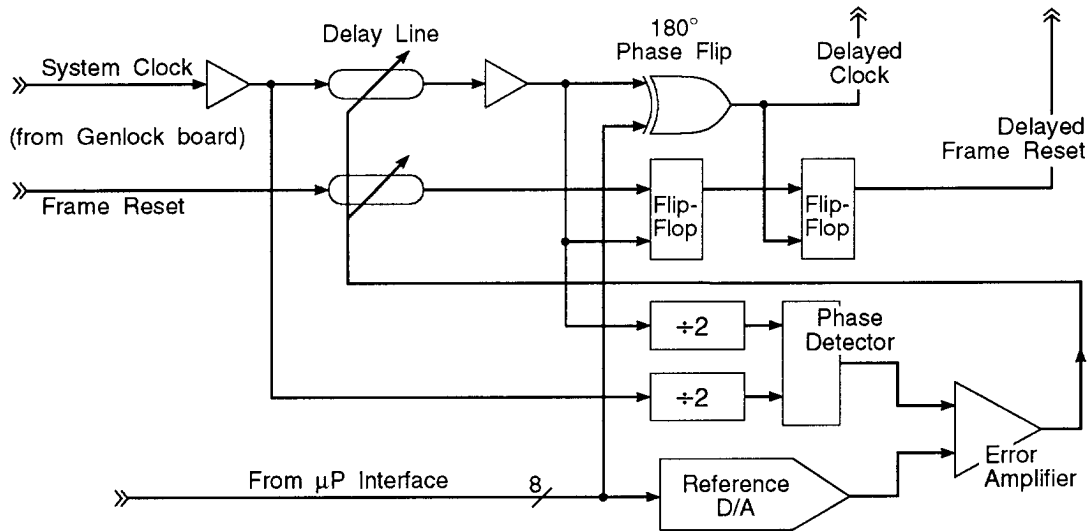 Delay Line
180°
Phase Flip
Delayed
Clock
System Clock
(from Genlock board)
Delayed
Frame Reset
Frame Reset
Flip-
Flop
Flip-
Flop
÷2
Phase
Detector
÷2
From µP Interface
8
Reference
D/A
Error
Amplifier